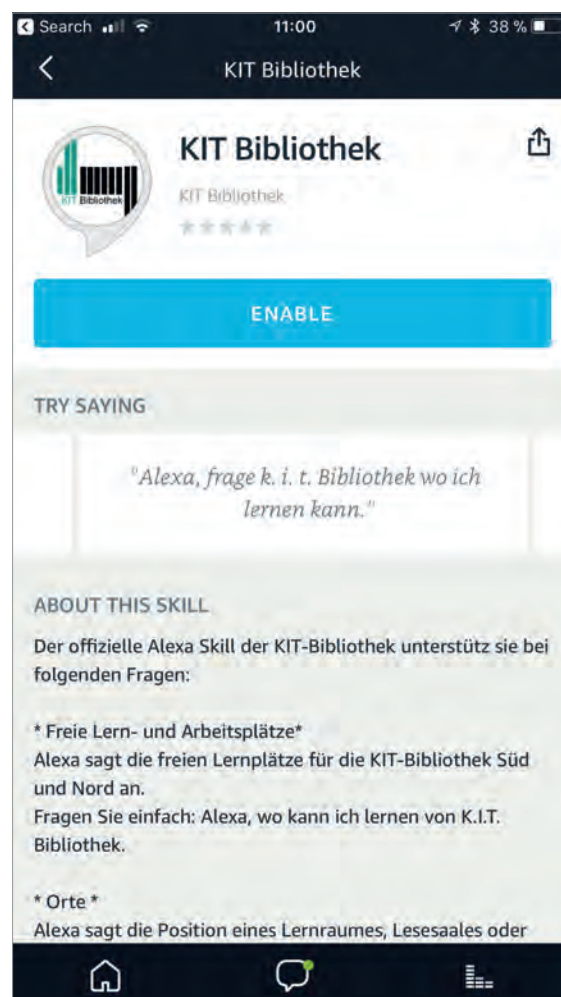 Search 11:00 38 %
KIT Bibliothek
KIT Bibliothek
KIT Bibliothek
KIT Bibliothek
ENABLE
TRY SAYING
"Alexa, frage k. i. t. Bibliothek wo ich
lernen kann."
ABOUT THIS SKILL
Der offizielle Alexa Skill der KIT-Bibliothek unterstütz sie bei
folgenden Fragen:
* Freie Lern- und Arbeitsplätze*
Alexa sagt die freien Lernplätze für die KIT-Bibliothek Süd
und Nord an.
Fragen Sie einfach: Alexa, wo kann ich lernen von K.I.T.
Bibliothek.
* Orte *
Alexa sagt die Position eines Lernraumes, Lesesaales oder